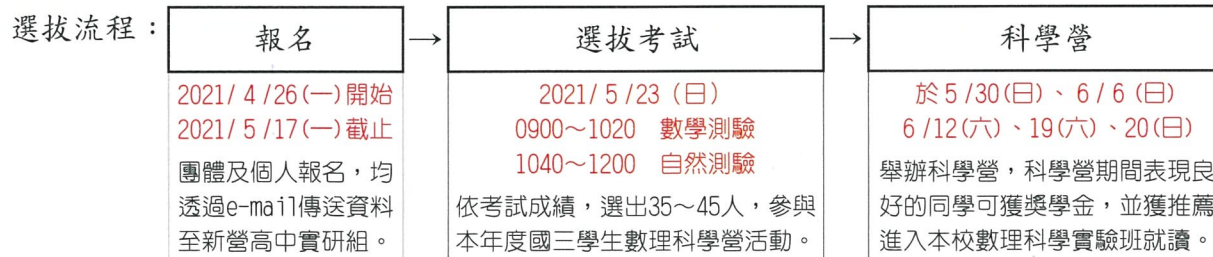 選拔流程：
報名
→
選拔考試
→
科學營
2021/ 4 /26(一)開始
2021/ 5 /17(一)截止
團體及個人報名，均
透過e-mail傳送資料
至新營高中實研組。
2021/ 5 /23 (日)
0900～1020 數學測驗
1040～1200 自然測驗
依考試成績，選出35～45人，參與
本年度國三學生數理科學營活動。
於 5 /30(日)、 6 / 6 (日)
6 /12(六)、19(六)、20(日)
舉辦科學營，科學營期間表現良
好的同學可獲獎學金，並獲推薦
進入本校數理科學實驗班就讀。